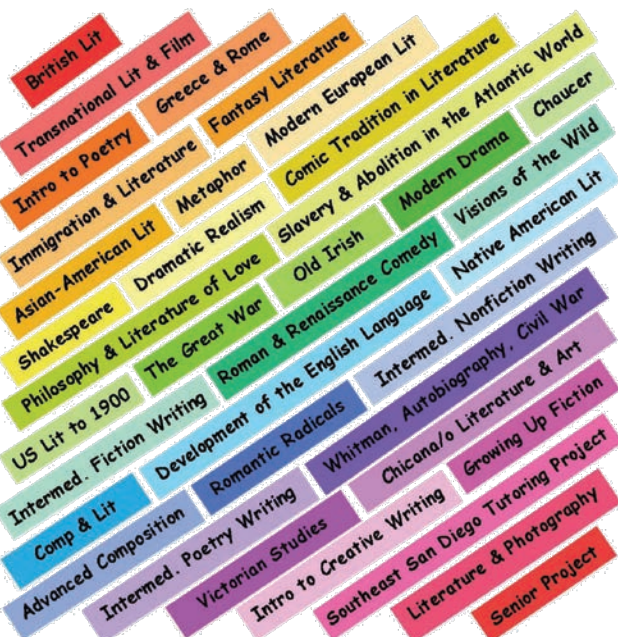 British Lit
Transnational Lit & Film
Intro to Poetry
Greece & Rome
Immigration & Literature
Fantasy Literature
Asian-American Lit
Metaphor
Modern European Lit
Shakespeare
Dramatic Realism
Comic Tradition in Literature
Philosophy & Literature of Love
Slavery & Abolition in the Atlantic World
US Lit to 1900
The Great War
Old Irish
Modern Drama
Chaucer
Intermed. Fiction Writing
Roman & Renaissance Comedy
Visions of the Wild
Comp & Lit
Development of the English Language
Native American Lit
Advanced Composition
Romantic Radicals
Intermed. Nonfiction Writing
Intermed. Poetry Writing
Whitman, Autobiography, Civil War
Victorian Studies
Chicana/o Literature & Art
Intro to Creative Writing
Growing Up Fiction
Southeast San Diego Tutoring Project
Literature & Photography
Senior Project